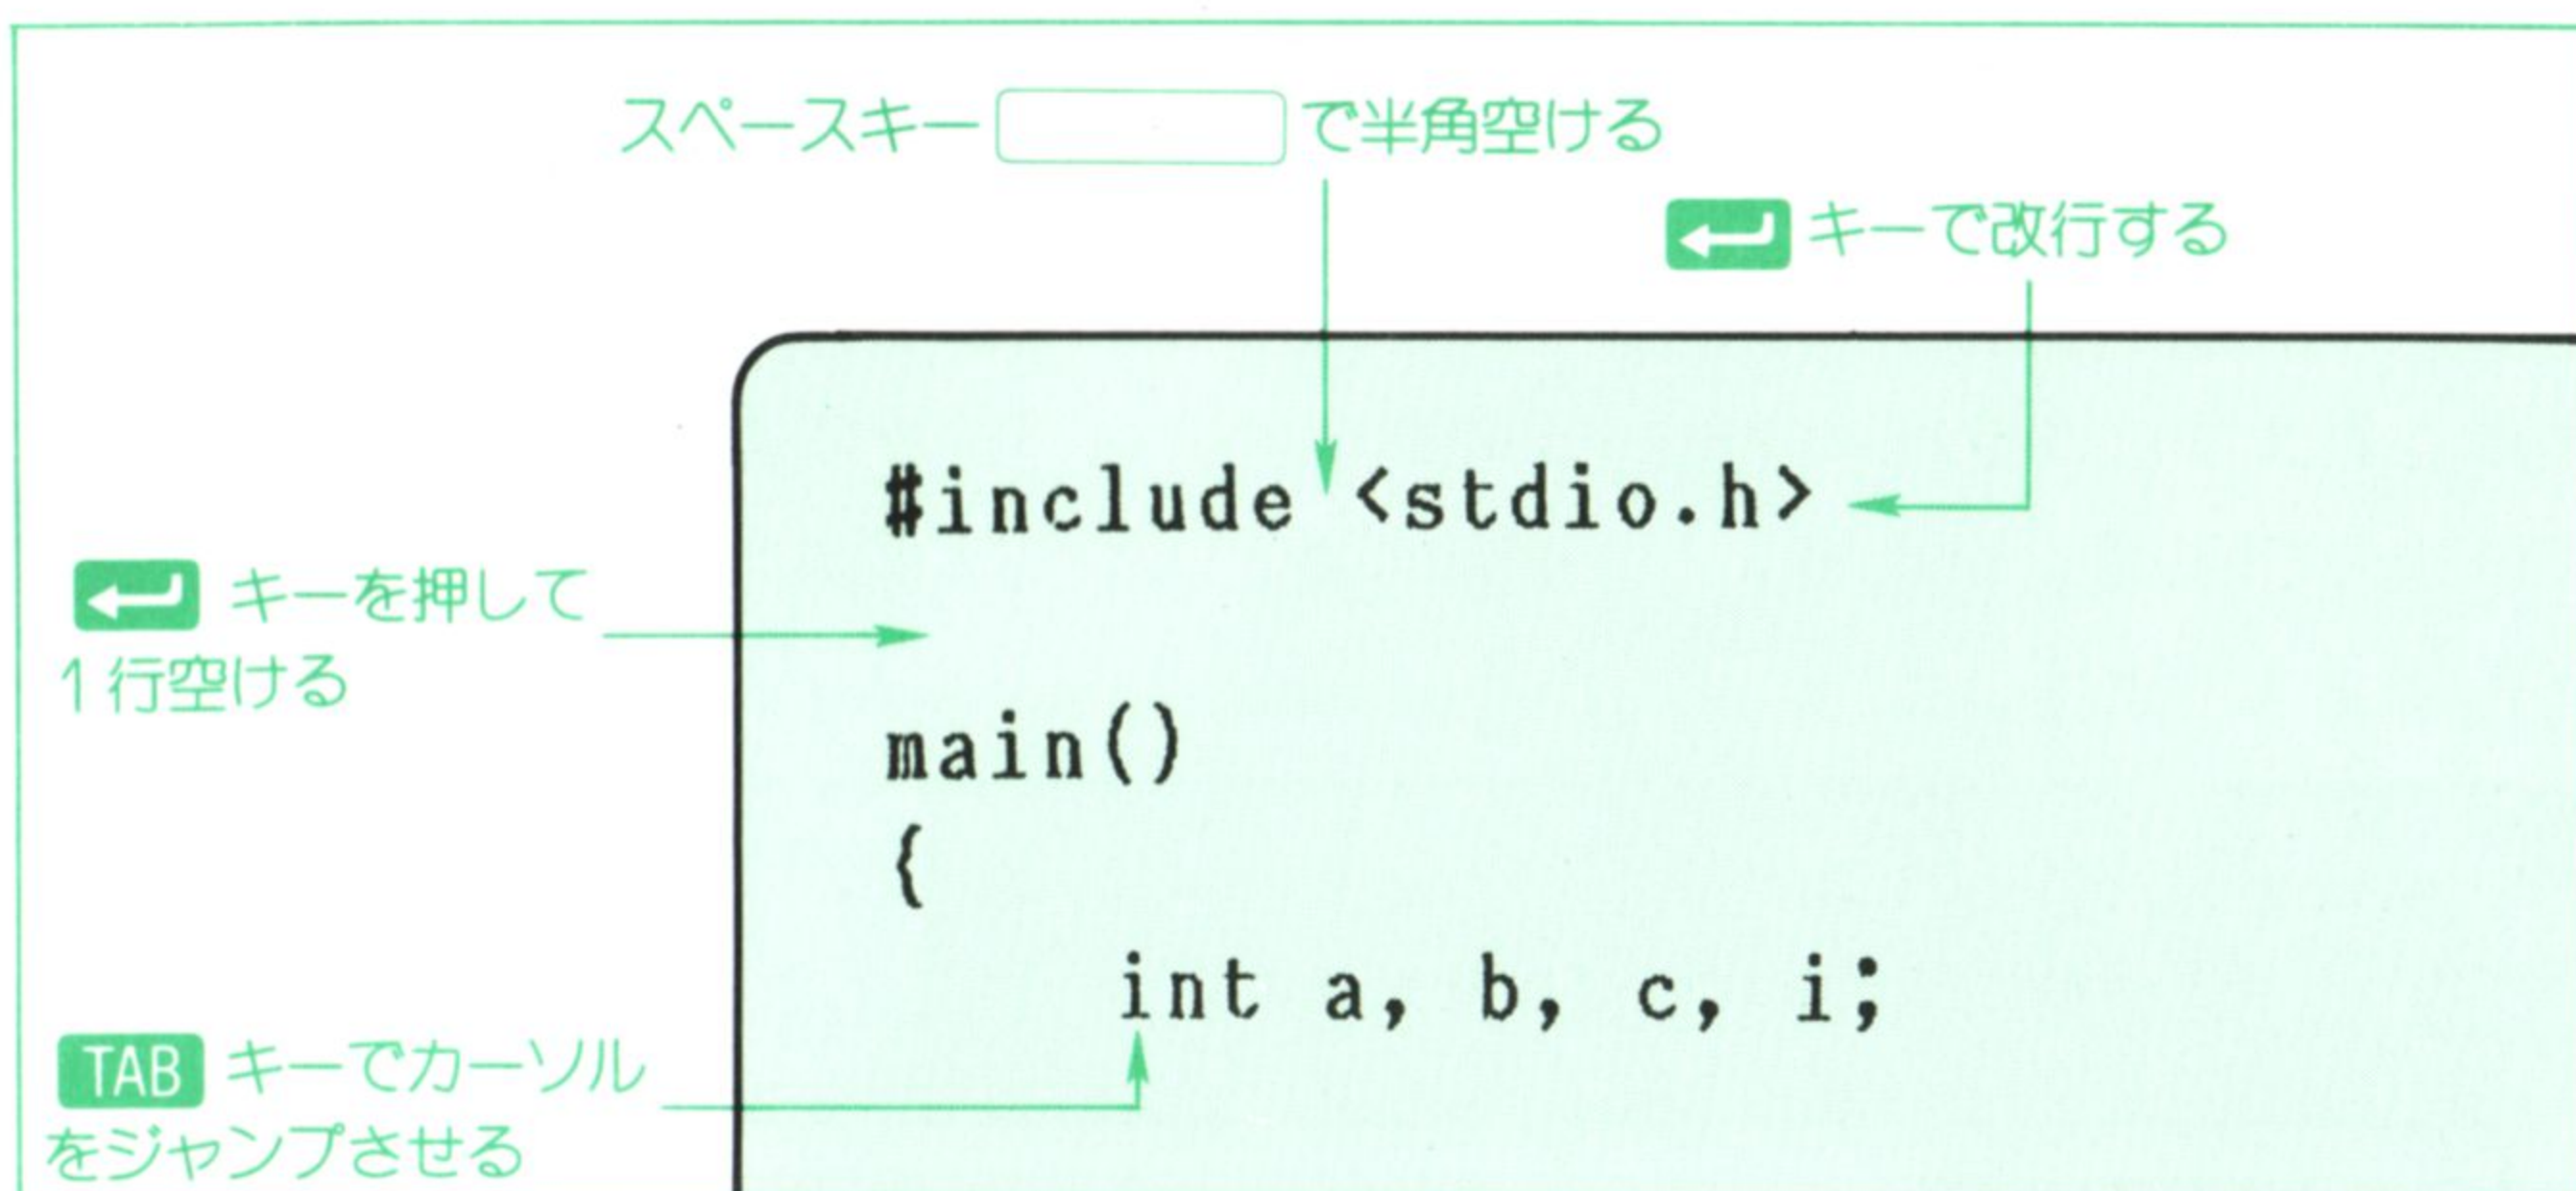 スペースキー で半角空ける
キーで改行する
#include <stdio.h>
キーを押して
1行空ける
main()
{
int a, b, c, i;
TAB キーでカーソル
をジャンプさせる